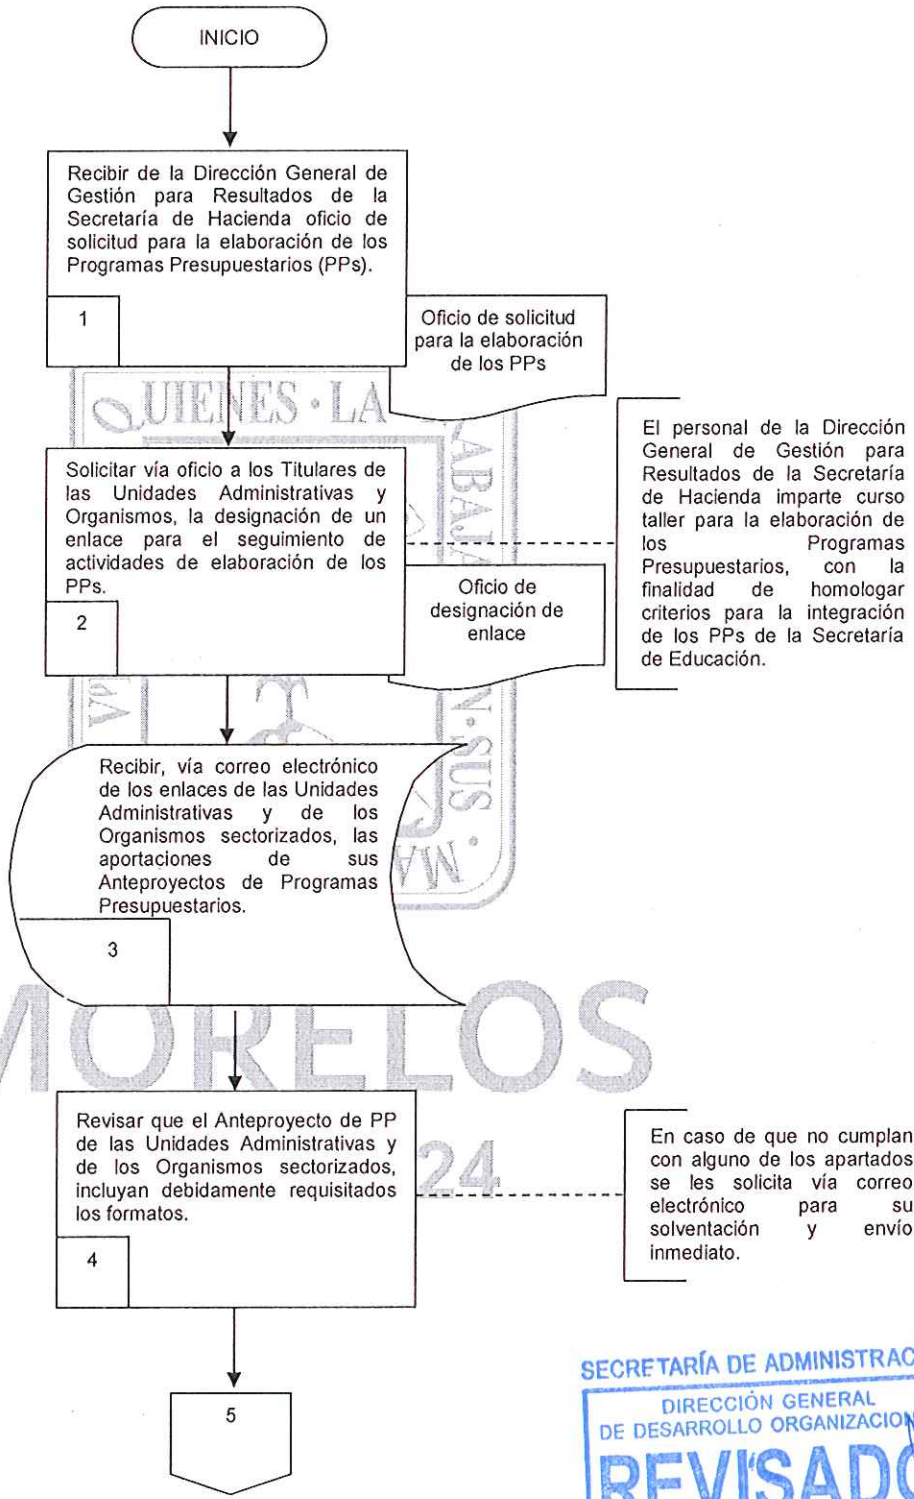 INICIO
Recibir de la Dirección General de
Gestión para Resultados de la
Secretaría de Hacienda oficio de
solicitud para la elaboración de los
Programas Presupuestarios (PPs).
1
Oficio de solicitud
para la elaboración
de los PPs
UIENES · LA
ABAJA
Solicitar vía oficio a los Titulares de
las Unidades Administrativas y
Organismos, la designación de un
enlace para el seguimiento de
actividades de elaboración de los
PPs.
2
Oficio de
designación de
enlace
El personal de la Dirección
General de Gestión para
Resultados de la Secretaría
de Hacienda imparte curso
taller para la elaboración de
los Programas
Presupuestarios, con la
finalidad de homologar
criterios para la integración
de los PPs de la Secretaría
de Educación.
N · SUS · MA
Recibir, vía correo electrónico
de los enlaces de las Unidades
Administrativas y de los
Organismos sectorizados, las
aportaciones de sus
Anteproyectos de Programas
Presupuestarios.
3
MORELOS
24
Revisar que el Anteproyecto de PP
de las Unidades Administrativas y
de los Organismos sectorizados,
incluyan debidamente requisitados
los formatos.
4
En caso de que no cumplan
con alguno de los apartados
se les solicita vía correo
electrónico para su
solventación y envío
inmediato.
5
SECRETARÍA DE ADMINISTRAC
DIRECCIÓN GENERAL
DE DESARROLLO ORGANIZACION
REVISADO